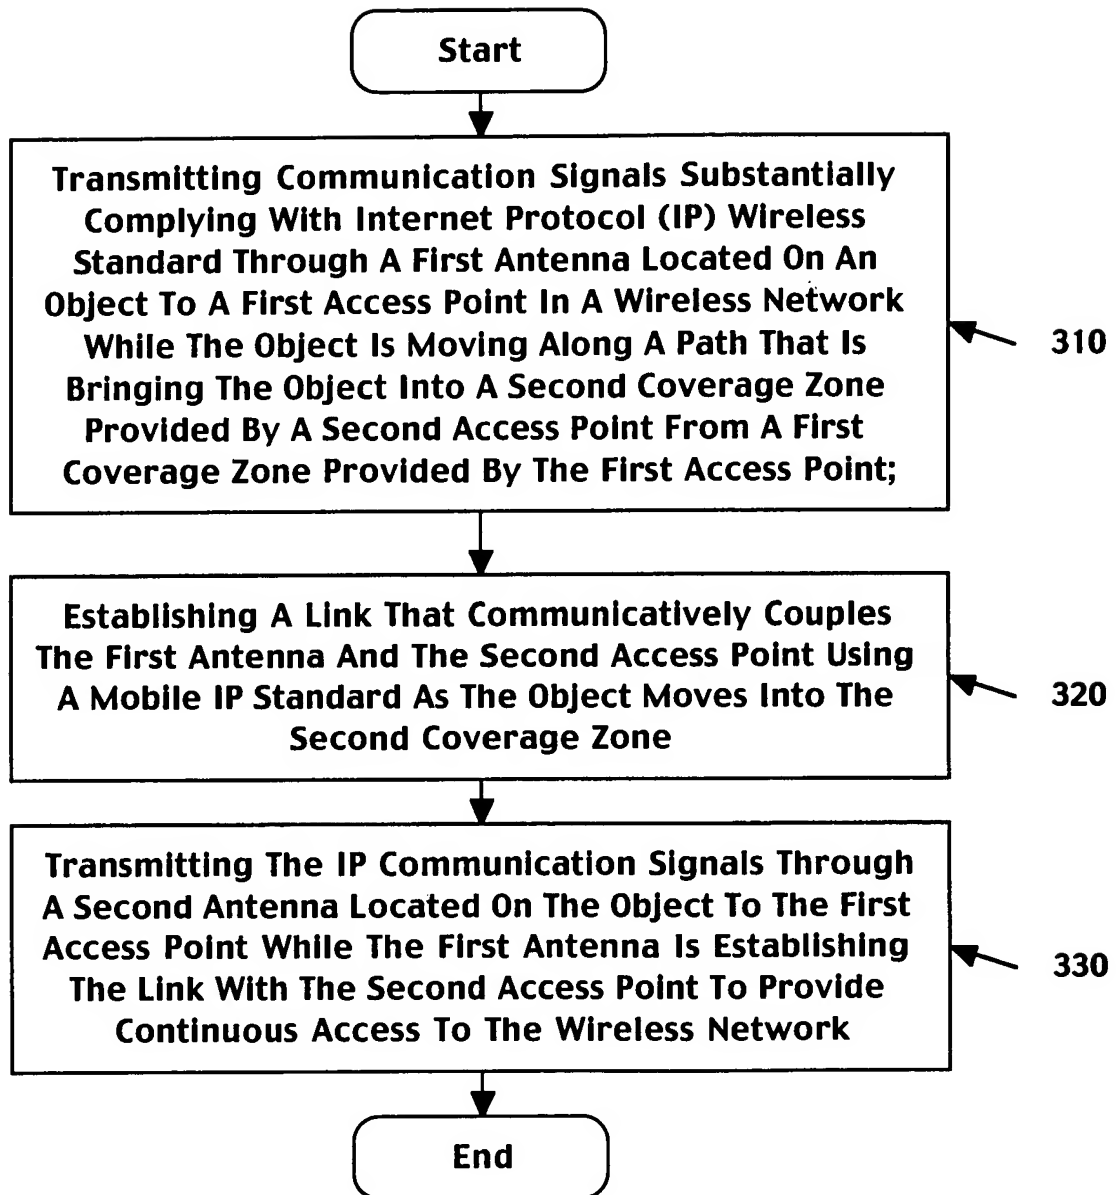 Start
Transmitting Communication Signals Substantially
Complying With Internet Protocol (IP) Wireless
Standard Through A First Antenna Located On An
Object To A First Access Point In A Wireless Network
While The Object Is Moving Along A Path That Is
Bringing The Object Into A Second Coverage Zone
Provided By A Second Access Point From A First
Coverage Zone Provided By The First Access Point;
310
Establishing A Link That Communicatively Couples
The First Antenna And The Second Access Point Using
A Mobile IP Standard As The Object Moves Into The
Second Coverage Zone
320
Transmitting The IP Communication Signals Through
A Second Antenna Located On The Object To The First
Access Point While The First Antenna Is Establishing
The Link With The Second Access Point To Provide
Continuous Access To The Wireless Network
330
End